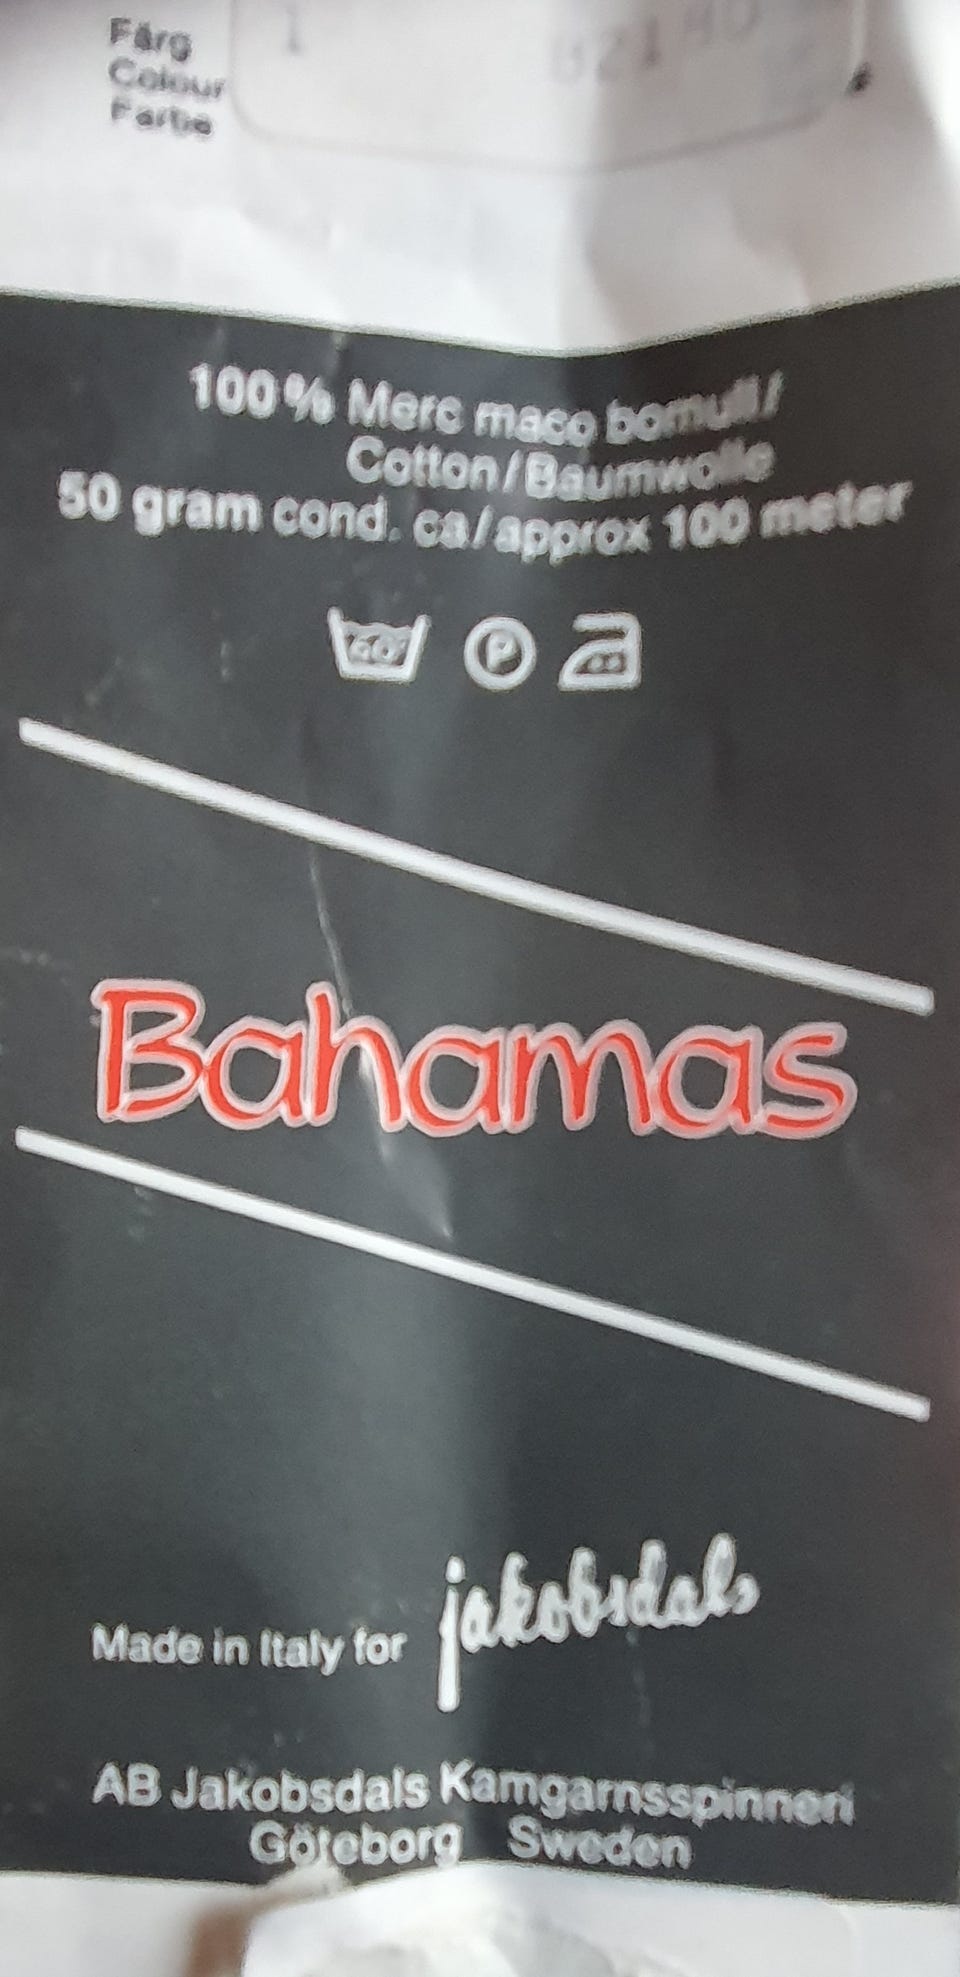 Färg
Colour
Farbe
1
100% Merc maco bomull/
Cotton/Baumwolle
50 gram cond. ca/approx 100 meter
P
Bahamas
Made in Italy for jakobsdals
AB Jakobsdals Kamgarnsspinneri
Göteborg Sweden